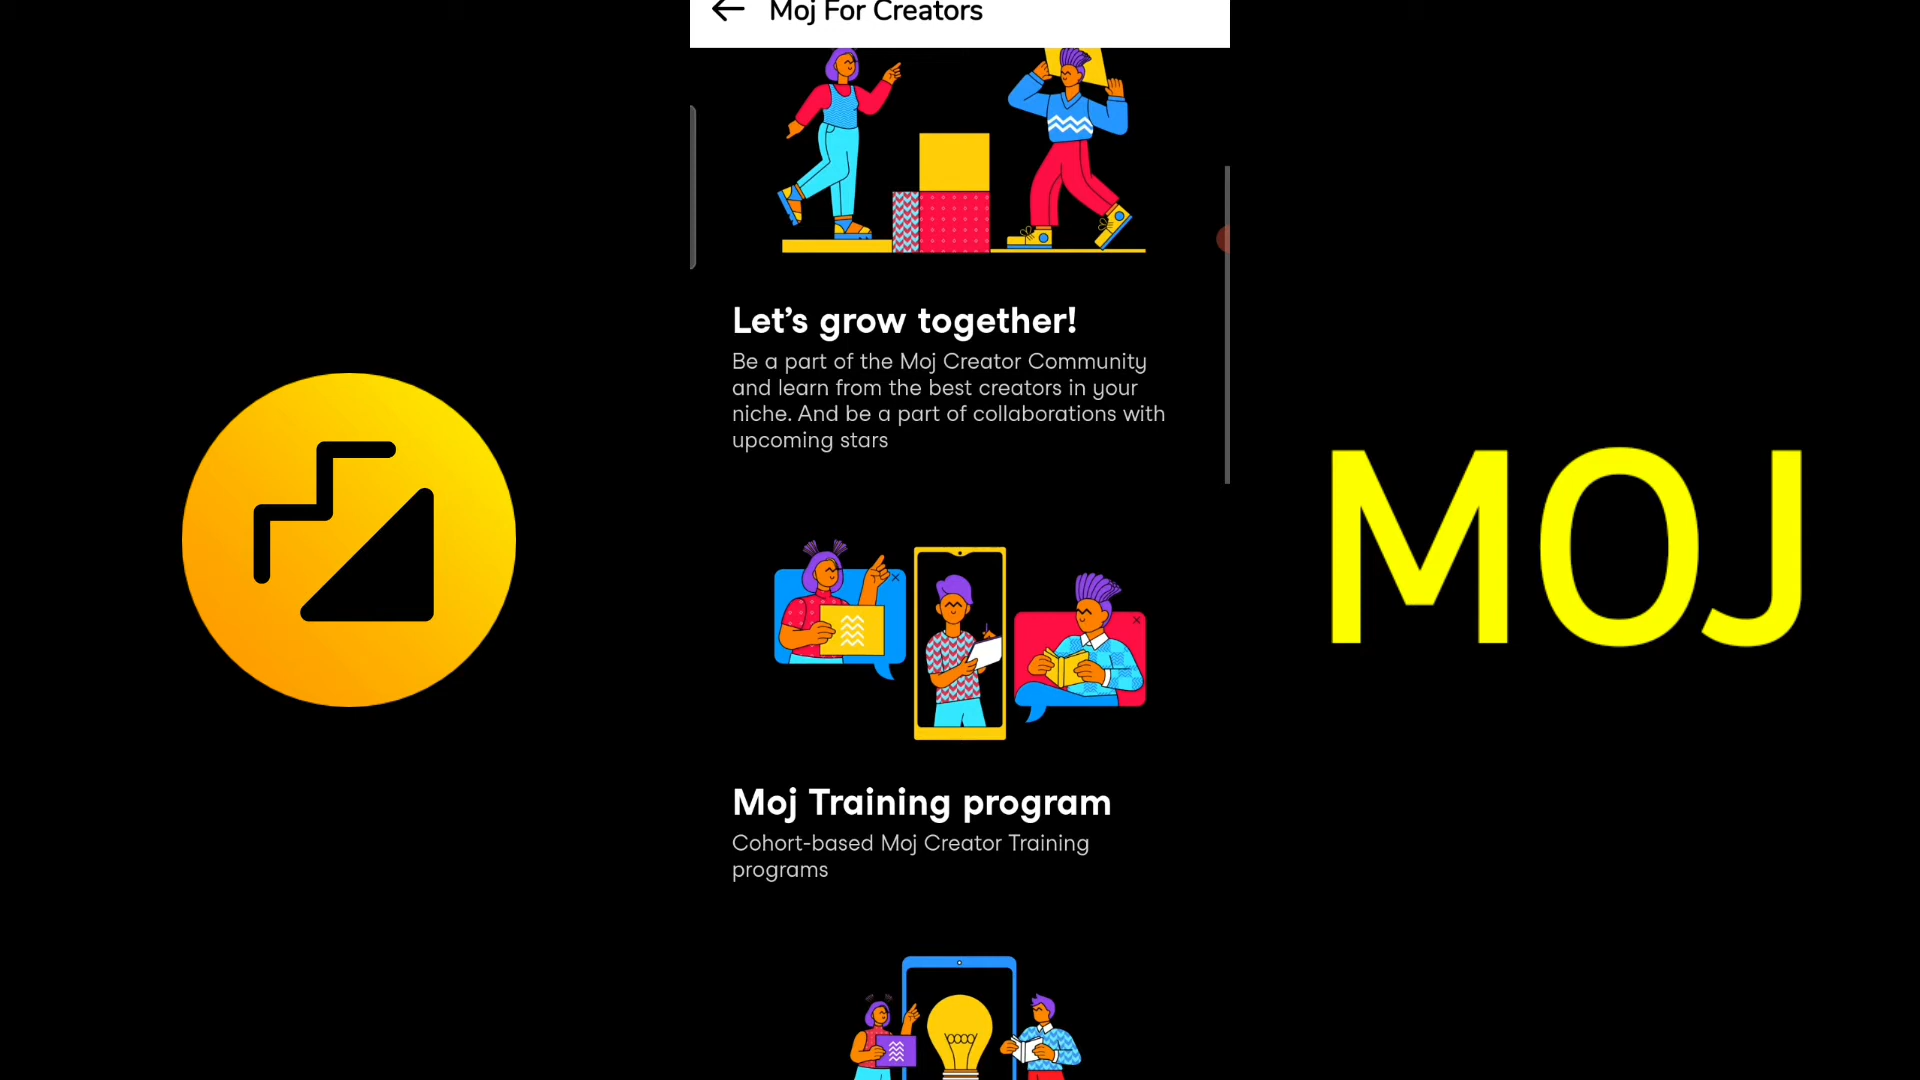 Moj For Creators
Let's grow together!
Be a part of the Moj Creator Community
and learn from the best creators in your
niche. And be a part of collaborations with
upcoming stars
MOJ
Moj Training program
Cohort-based Moj Creator Training
programs